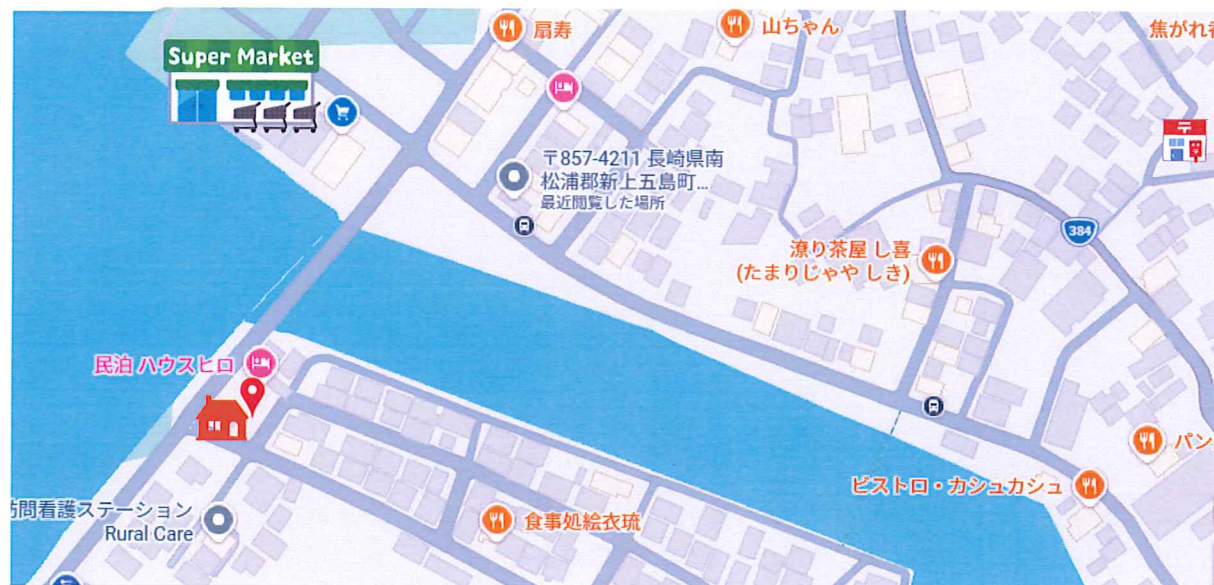 Super Market
扇寿
山ちゃん
焦がれ
〒857-4211 長崎県南
松浦郡新上五島町...
最近閲覧した場所
384
潦り茶屋 し喜
(たまりじゃや しき)
民泊 ハウスヒロ
パン
ビストロ・カシュカシュ
訪問看護ステーション
Rural Care
食事処絵衣琉
〒